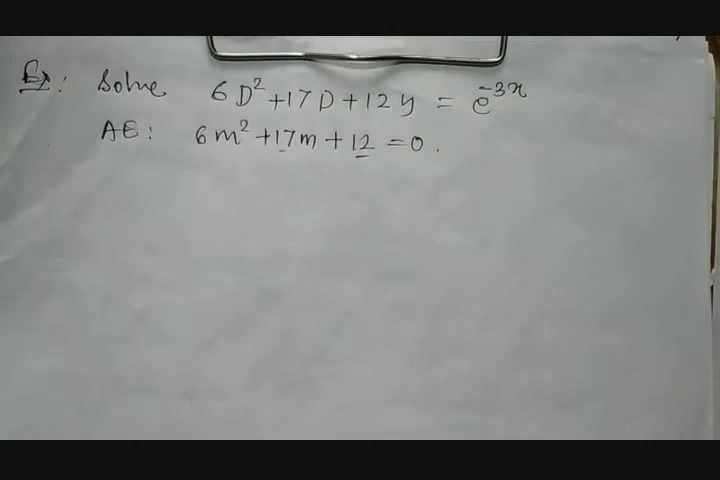 Ex: Solve 6D²+17D+12y = e⁻³ˣ
AE: 6m²+17m+12=0.